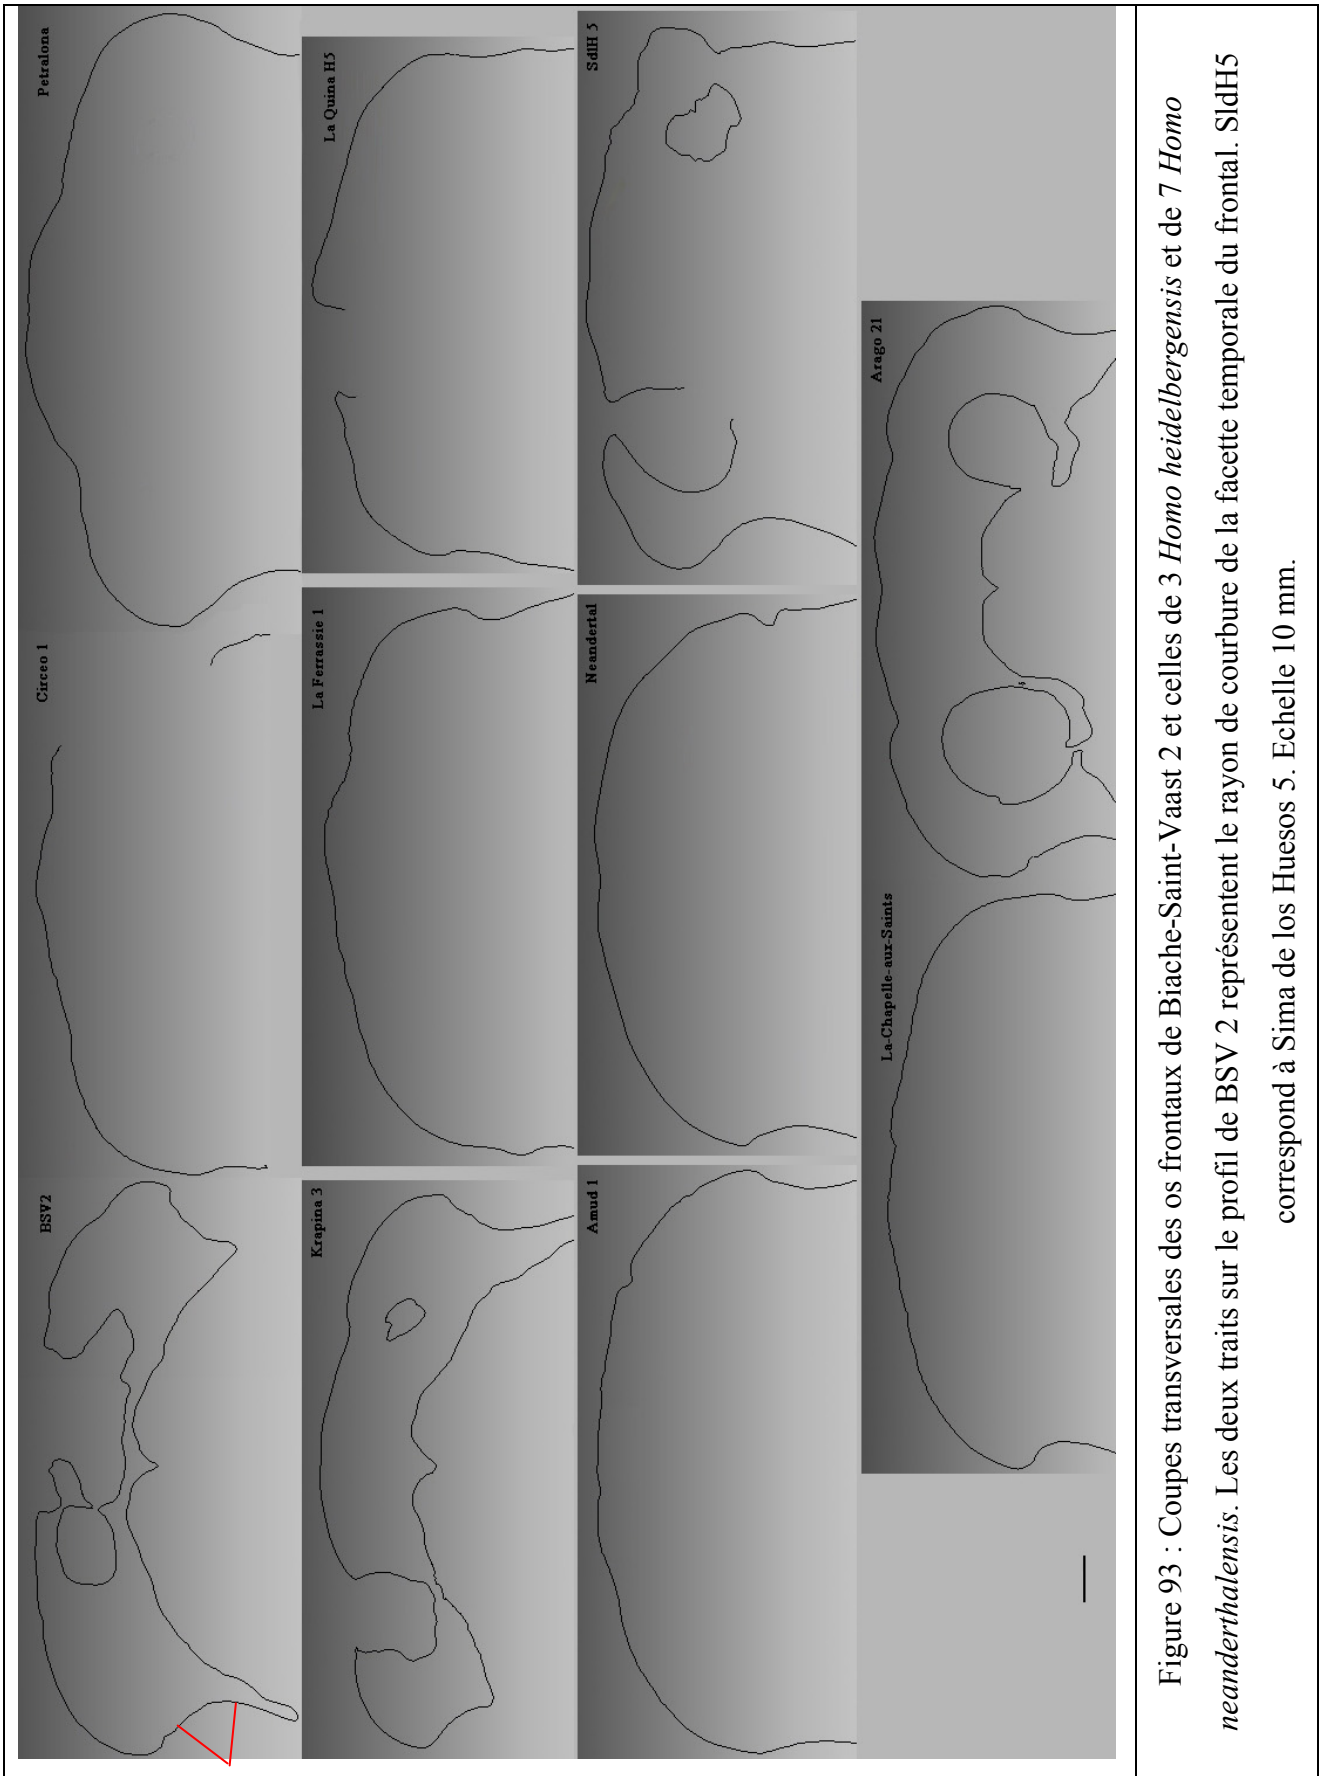 BSV2
Circeo 1
Petralona
Krapina 3
La Ferrassie 1
La Quina H5
Amud 1
Neandertal
SdlH 5
La-Chapelle-aux-Saints
Arago 21
Figure 93 : Coupes transversales des os frontaux de Biache-Saint-Vaast 2 et celles de 3 Homo heidelbergensis et de 7 Homo
neanderthalensis. Les deux traits sur le profil de BSV 2 représentent le rayon de courbure de la facette temporale du frontal. SldH5
correspond à Sima de los Huesos 5. Echelle 10 mm.